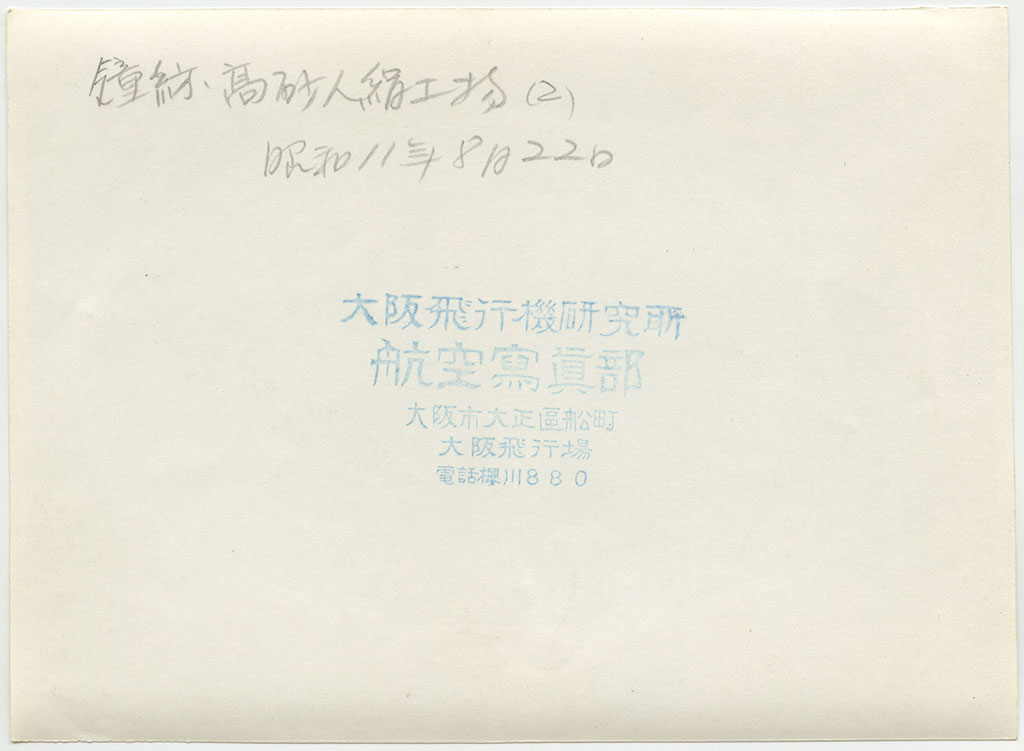 鐘紡・高砂人絹工場(2)
昭和11年8月22日
大阪飛行機研究所
航空寫眞部
大阪市大正區船町
大阪飛行場
電話櫻川880